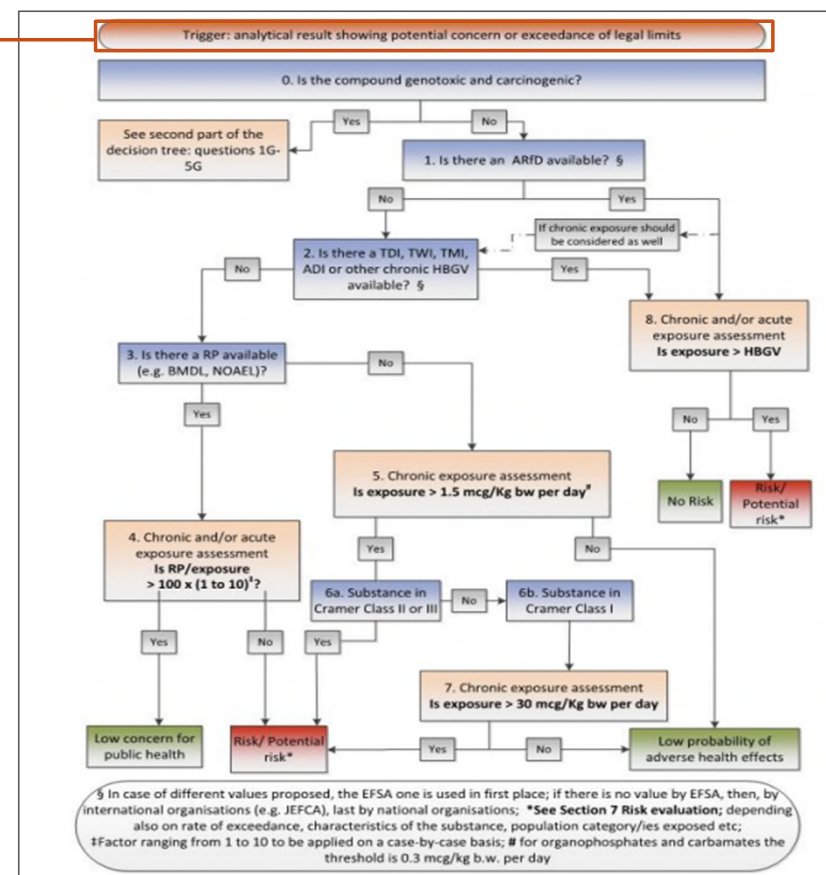 Trigger: analytical result showing potential concern or exceedance of legal limits
0. Is the compound genotoxic and carcinogenic?
Yes
No
See second part of the
decision tree: questions 1G-
5G
1. Is there an ARfD available? §
No
Yes
If chronic exposure should
be considered as well
2. Is there a TDI, TWI, TMI,
ADI or other chronic HBGV
available? §
No
Yes
8. Chronic and/or acute
exposure assessment
Is exposure > HBGV
3. Is there a RP available
(e.g. BMDL, NOAEL)?
No
Yes
No
Yes
5. Chronic exposure assessment
Is exposure > 1.5 mcg/Kg bw per day#
No Risk
Risk/
Potential
risk*
4. Chronic and/or acute
exposure assessment
Is RP/exposure
> 100 x (1 to 10)‡?
Yes
No
6a. Substance in
Cramer Class II or III
No
6b. Substance in
Cramer Class I
Yes
No
Yes
7. Chronic exposure assessment
Is exposure > 30 mcg/Kg bw per day
Low concern for
public health
Risk/ Potential
risk*
Yes
No
Low probability of
adverse health effects
§ In case of different values proposed, the EFSA one is used in first place; if there is no value by EFSA, then, by
international organisations (e.g. JEFCA), last by national organisations; *See Section 7 Risk evaluation; depending
also on rate of exceedance, characteristics of the substance, population category/ies exposed etc;
‡Factor ranging from 1 to 10 to be applied on a case-by-case basis; # for organophosphates and carbamates the
threshold is 0.3 mcg/kg b.w. per day